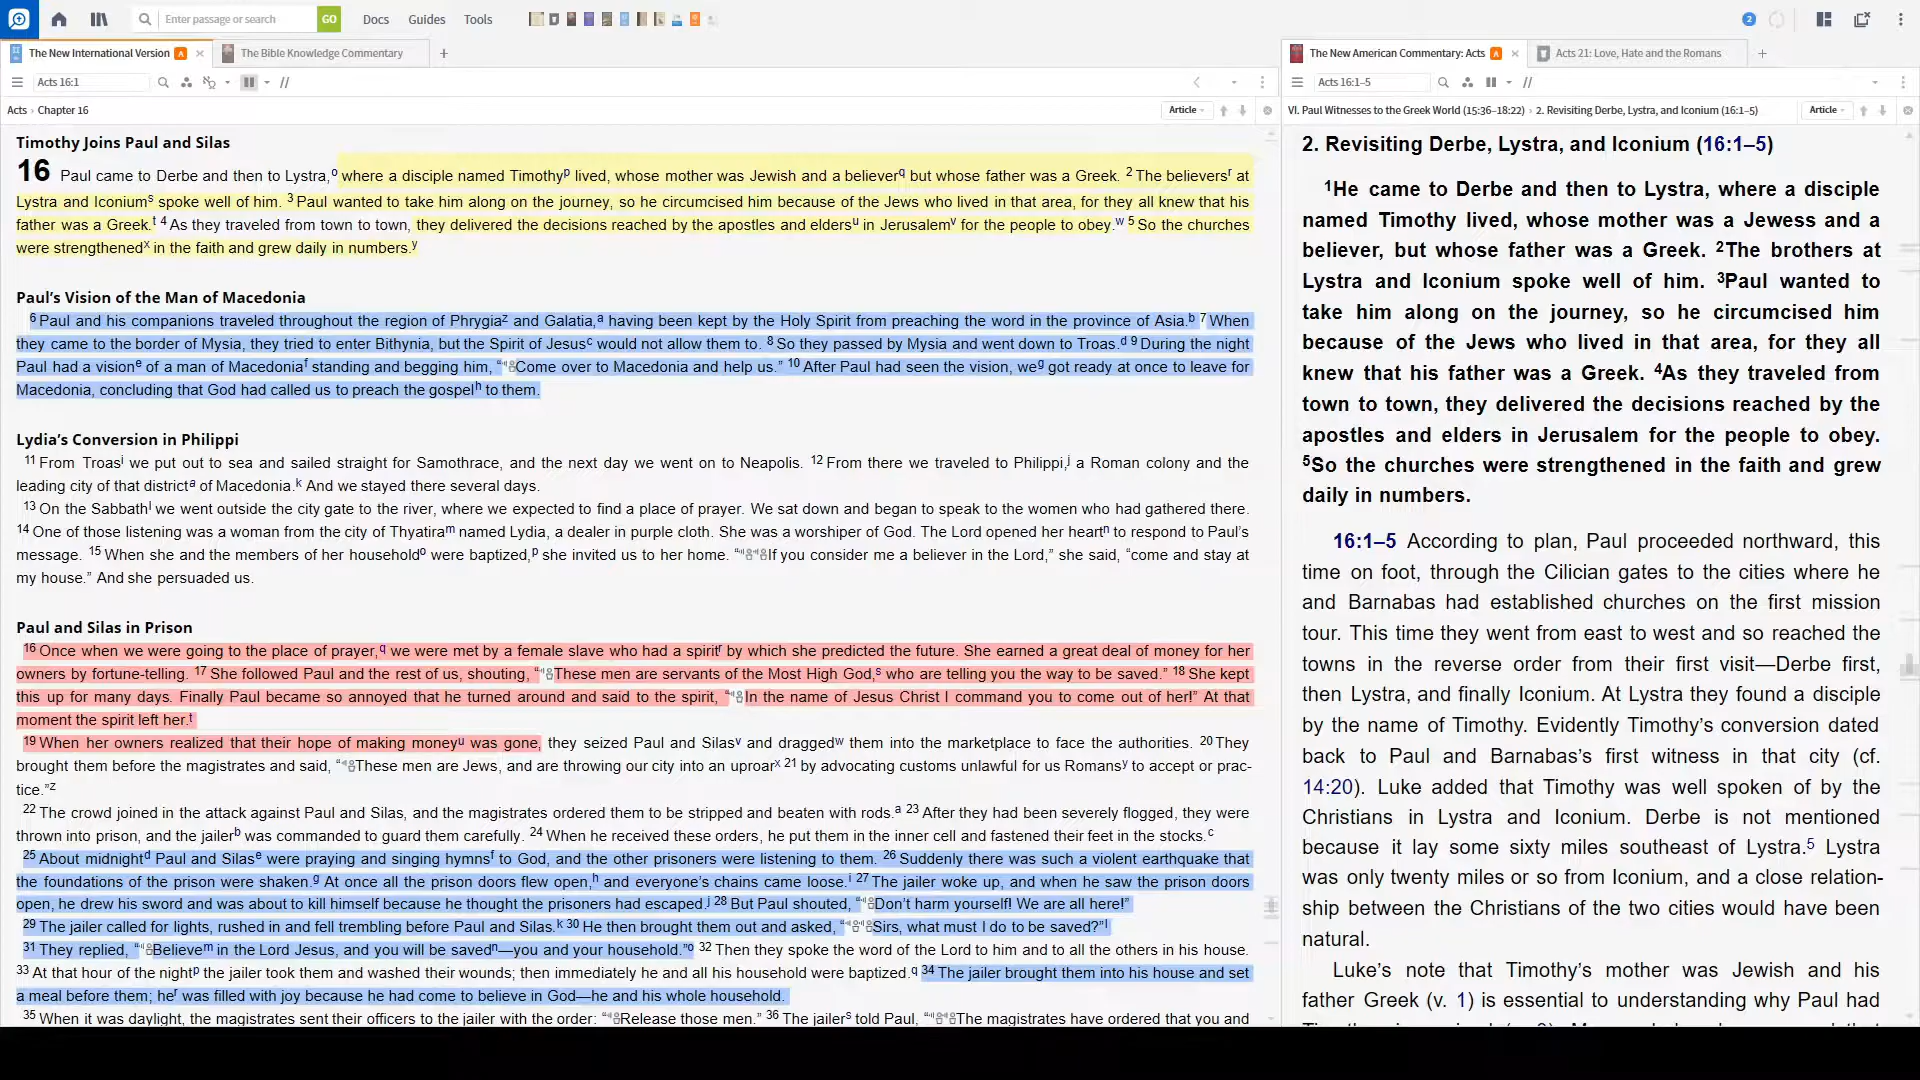 Enter passage or search
GO
Docs
Guides
Tools
2
The New International Version A
The Bible Knowledge Commentary
Acts 16:1
Acts › Chapter 16
Article
Timothy Joins Paul and Silas
16 Paul came to Derbe and then to Lystra,o where a disciple named Timothyp lived, whose mother was Jewish and a believerq but whose father was a Greek. 2 The believersr at
Lystra and Iconiums spoke well of him. 3 Paul wanted to take him along on the journey, so he circumcised him because of the Jews who lived in that area, for they all knew that his
father was a Greek.t 4 As they traveled from town to town, they delivered the decisions reached by the apostles and eldersu in Jerusalemv for the people to obey.w 5 So the churches
were strengthenedx in the faith and grew daily in numbers.y
Paul’s Vision of the Man of Macedonia
6 Paul and his companions traveled throughout the region of Phrygiaz and Galatia,a having been kept by the Holy Spirit from preaching the word in the province of Asia.b 7 When
they came to the border of Mysia, they tried to enter Bithynia, but the Spirit of Jesusc would not allow them to. 8 So they passed by Mysia and went down to Troas.d 9 During the night
Paul had a visione of a man of Macedoniaf standing and begging him, “Come over to Macedonia and help us.” 10 After Paul had seen the vision, weg got ready at once to leave for
Macedonia, concluding that God had called us to preach the gospelh to them.
Lydia’s Conversion in Philippi
11 From Troasi we put out to sea and sailed straight for Samothrace, and the next day we went on to Neapolis. 12 From there we traveled to Philippi,j a Roman colony and the
leading city of that districta of Macedonia.k And we stayed there several days.
13 On the Sabbathl we went outside the city gate to the river, where we expected to find a place of prayer. We sat down and began to speak to the women who had gathered there.
14 One of those listening was a woman from the city of Thyatiram named Lydia, a dealer in purple cloth. She was a worshiper of God. The Lord opened her heartn to respond to Paul’s
message. 15 When she and the members of her householdo were baptized,p she invited us to her home. “If you consider me a believer in the Lord,” she said, “come and stay at
my house.” And she persuaded us.
Paul and Silas in Prison
16 Once when we were going to the place of prayer,q we were met by a female slave who had a spiritr by which she predicted the future. She earned a great deal of money for her
owners by fortune-telling. 17 She followed Paul and the rest of us, shouting, “These men are servants of the Most High God,s who are telling you the way to be saved.” 18 She kept
this up for many days. Finally Paul became so annoyed that he turned around and said to the spirit, “In the name of Jesus Christ I command you to come out of her!” At that
moment the spirit left her.t
19 When her owners realized that their hope of making moneyu was gone, they seized Paul and Silasv and draggedw them into the marketplace to face the authorities. 20 They
brought them before the magistrates and said, “These men are Jews, and are throwing our city into an uproarx 21 by advocating customs unlawful for us Romansy to accept or prac-
tice.”z
22 The crowd joined in the attack against Paul and Silas, and the magistrates ordered them to be stripped and beaten with rods.a 23 After they had been severely flogged, they were
thrown into prison, and the jailerb was commanded to guard them carefully. 24 When he received these orders, he put them in the inner cell and fastened their feet in the stocks.c
25 About midnightd Paul and Silase were praying and singing hymnsf to God, and the other prisoners were listening to them. 26 Suddenly there was such a violent earthquake that
the foundations of the prison were shaken.g At once all the prison doors flew open,h and everyone’s chains came loose.i 27 The jailer woke up, and when he saw the prison doors
open, he drew his sword and was about to kill himself because he thought the prisoners had escaped.j 28 But Paul shouted, “Don’t harm yourself! We are all here!”
29 The jailer called for lights, rushed in and fell trembling before Paul and Silas.k 30 He then brought them out and asked, “Sirs, what must I do to be saved?”l
31 They replied, “Believem in the Lord Jesus, and you will be savedn—you and your household.”o 32 Then they spoke the word of the Lord to him and to all the others in his house.
33 At that hour of the nightp the jailer took them and washed their wounds; then immediately he and all his household were baptized.q 34 The jailer brought them into his house and set
a meal before them; her was filled with joy because he had come to believe in God—he and his whole household.
35 When it was daylight, the magistrates sent their officers to the jailer with the order: “Release those men.” 36 The jailers told Paul, “The magistrates have ordered that you and
The New American Commentary: Acts A
Acts 21: Love, Hate and the Romans
Acts 16:1–5
VI. Paul Witnesses to the Greek World (15:36–18:22) › 2. Revisiting Derbe, Lystra, and Iconium (16:1–5)
Article
2. Revisiting Derbe, Lystra, and Iconium (16:1–5)
1He came to Derbe and then to Lystra, where a disciple
named Timothy lived, whose mother was a Jewess and a
believer, but whose father was a Greek. 2The brothers at
Lystra and Iconium spoke well of him. 3Paul wanted to
take him along on the journey, so he circumcised him
because of the Jews who lived in that area, for they all
knew that his father was a Greek. 4As they traveled from
town to town, they delivered the decisions reached by the
apostles and elders in Jerusalem for the people to obey.
5So the churches were strengthened in the faith and grew
daily in numbers.
16:1–5 According to plan, Paul proceeded northward, this
time on foot, through the Cilician gates to the cities where he
and Barnabas had established churches on the first mission
tour. This time they went from east to west and so reached the
towns in the reverse order from their first visit—Derbe first,
then Lystra, and finally Iconium. At Lystra they found a disciple
by the name of Timothy. Evidently Timothy’s conversion dated
back to Paul and Barnabas’s first witness in that city (cf.
14:20). Luke added that Timothy was well spoken of by the
Christians in Lystra and Iconium. Derbe is not mentioned
because it lay some sixty miles southeast of Lystra.5 Lystra
was only twenty miles or so from Iconium, and a close relation-
ship between the Christians of the two cities would have been
natural.
Luke’s note that Timothy’s mother was Jewish and his
father Greek (v. 1) is essential to understanding why Paul had